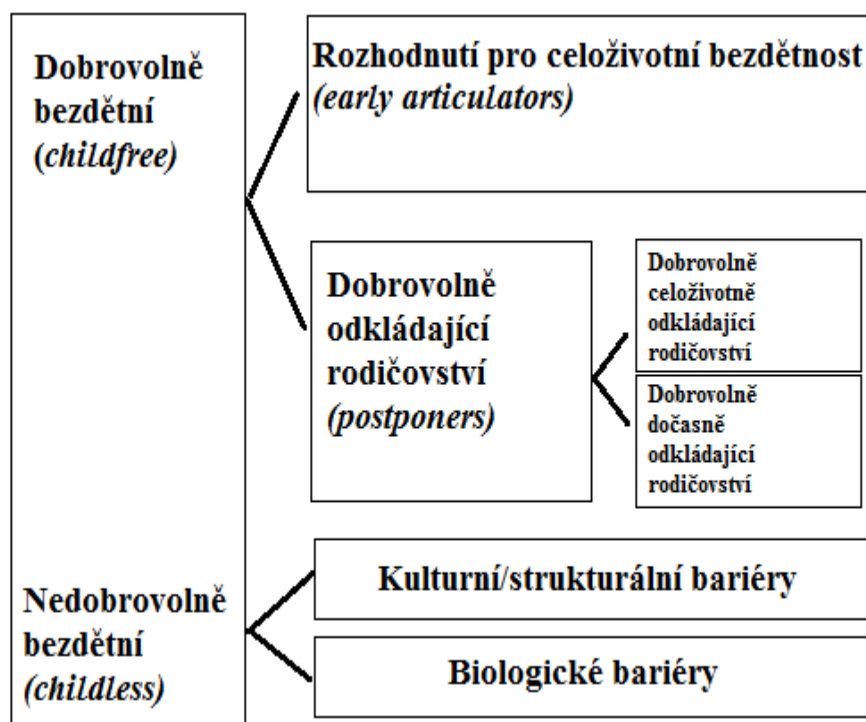 Dobrovolně
bezdětní
(childfree)
Rozhodnutí pro celoživotní bezdětnost
(early articulators)
Dobrovolně
odkládající
rodičovství
(postponers)
Dobrovolně
celoživotně
odkládající
rodičovství
Dobrovolně
dočasně
odkládající
rodičovství
Nedobrovolně
bezdětní
(childless)
Kulturní/strukturální bariéry
Biologické bariéry